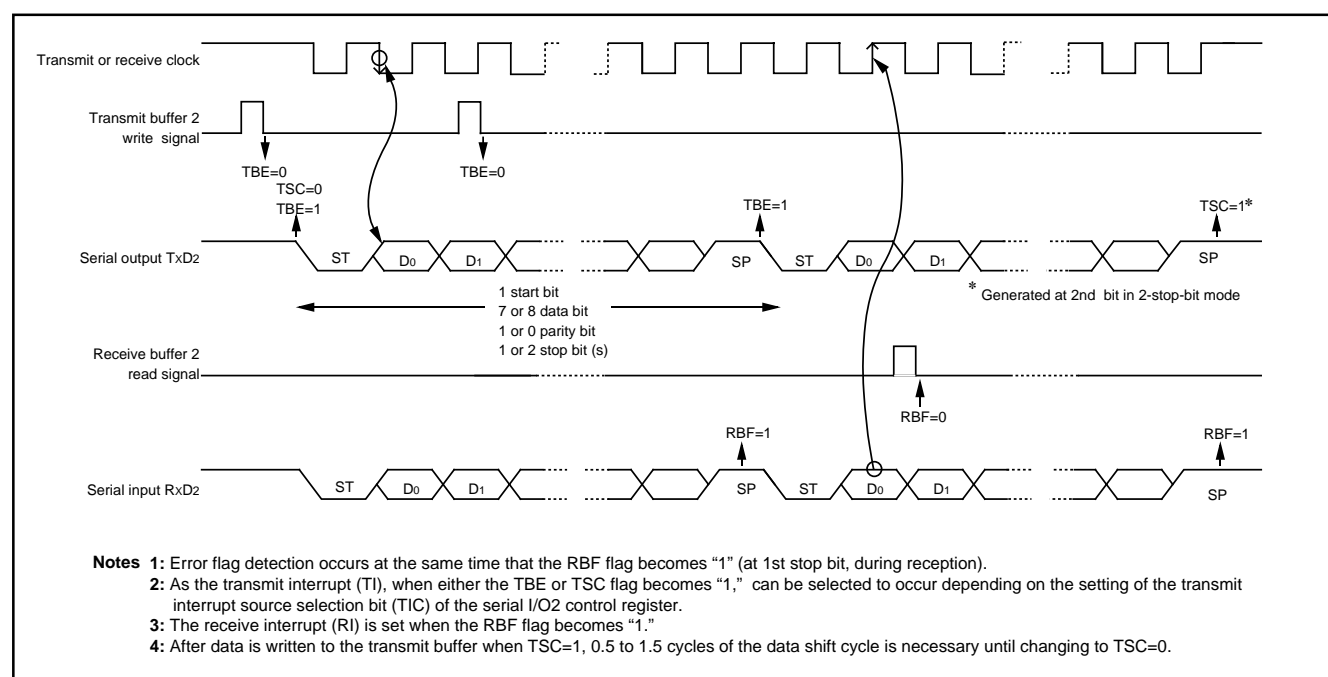 Transmit or receive clock
Transmit buffer 2
write signal
TBE=0
TBE=0
TSC=0
TBE=1
TBE=1
TSC=1*
Serial output TxD2
ST
D0
D1
SP
ST
D0
D1
SP
1 start bit
7 or 8 data bit
1 or 0 parity bit
1 or 2 stop bit (s)
* Generated at 2nd bit in 2-stop-bit mode
Receive buffer 2
read signal
RBF=0
RBF=1
RBF=1
Serial input RxD2
ST
D0
D1
SP
ST
D0
D1
SP
Notes 1: Error flag detection occurs at the same time that the RBF flag becomes “1” (at 1st stop bit, during reception).
2: As the transmit interrupt (TI), when either the TBE or TSC flag becomes “1,” can be selected to occur depending on the setting of the transmit
interrupt source selection bit (TIC) of the serial I/O2 control register.
3: The receive interrupt (RI) is set when the RBF flag becomes “1.”
4: After data is written to the transmit buffer when TSC=1, 0.5 to 1.5 cycles of the data shift cycle is necessary until changing to TSC=0.